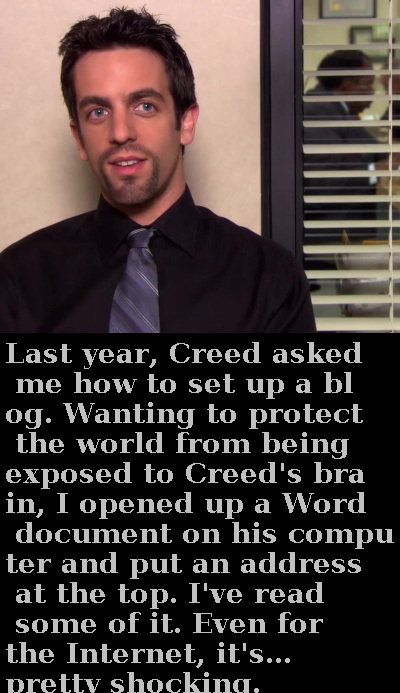 Last year, Creed asked
me how to set up a bl
og. Wanting to protect
the world from being
exposed to Creed's bra
in, I opened up a Word
document on his compu
ter and put an address
at the top. I've read
some of it. Even for
the Internet, it's...
pretty shocking.